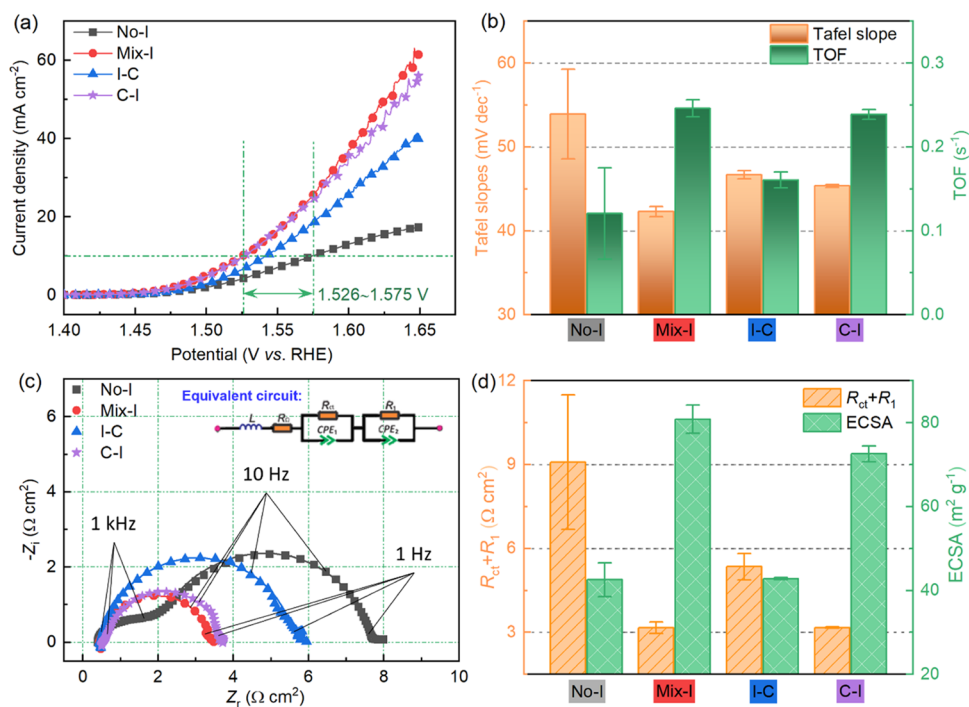 (a)
No-I
Mix-I
I-C
C-I
Current density (mA cm⁻²)
60
40
20
0
1.526~1.575 V
1.40 1.45 1.50 1.55 1.60 1.65
Potential (V vs. RHE)
(b)
Tafel slope
TOF
Tafel slopes (mV dec⁻¹)
60
50
40
30
TOF (s⁻¹)
0.3
0.2
0.1
0.0
No-I Mix-I I-C C-I
(c)
No-I
Mix-I
I-C
C-I
Equivalent circuit:
L
R₁
CPE₁
CPE₂
-Zᵢ (Ω cm²)
6
4
2
0
1 kHz
10 Hz
1 Hz
0 2 4 6 8 10
Zᵣ (Ω cm²)
(d)
R_ct+R₁
ECSA
R_ct+R₁ (Ω cm²)
12
9
6
3
ECSA (m² g⁻¹)
80
60
40
20
No-I Mix-I I-C C-I